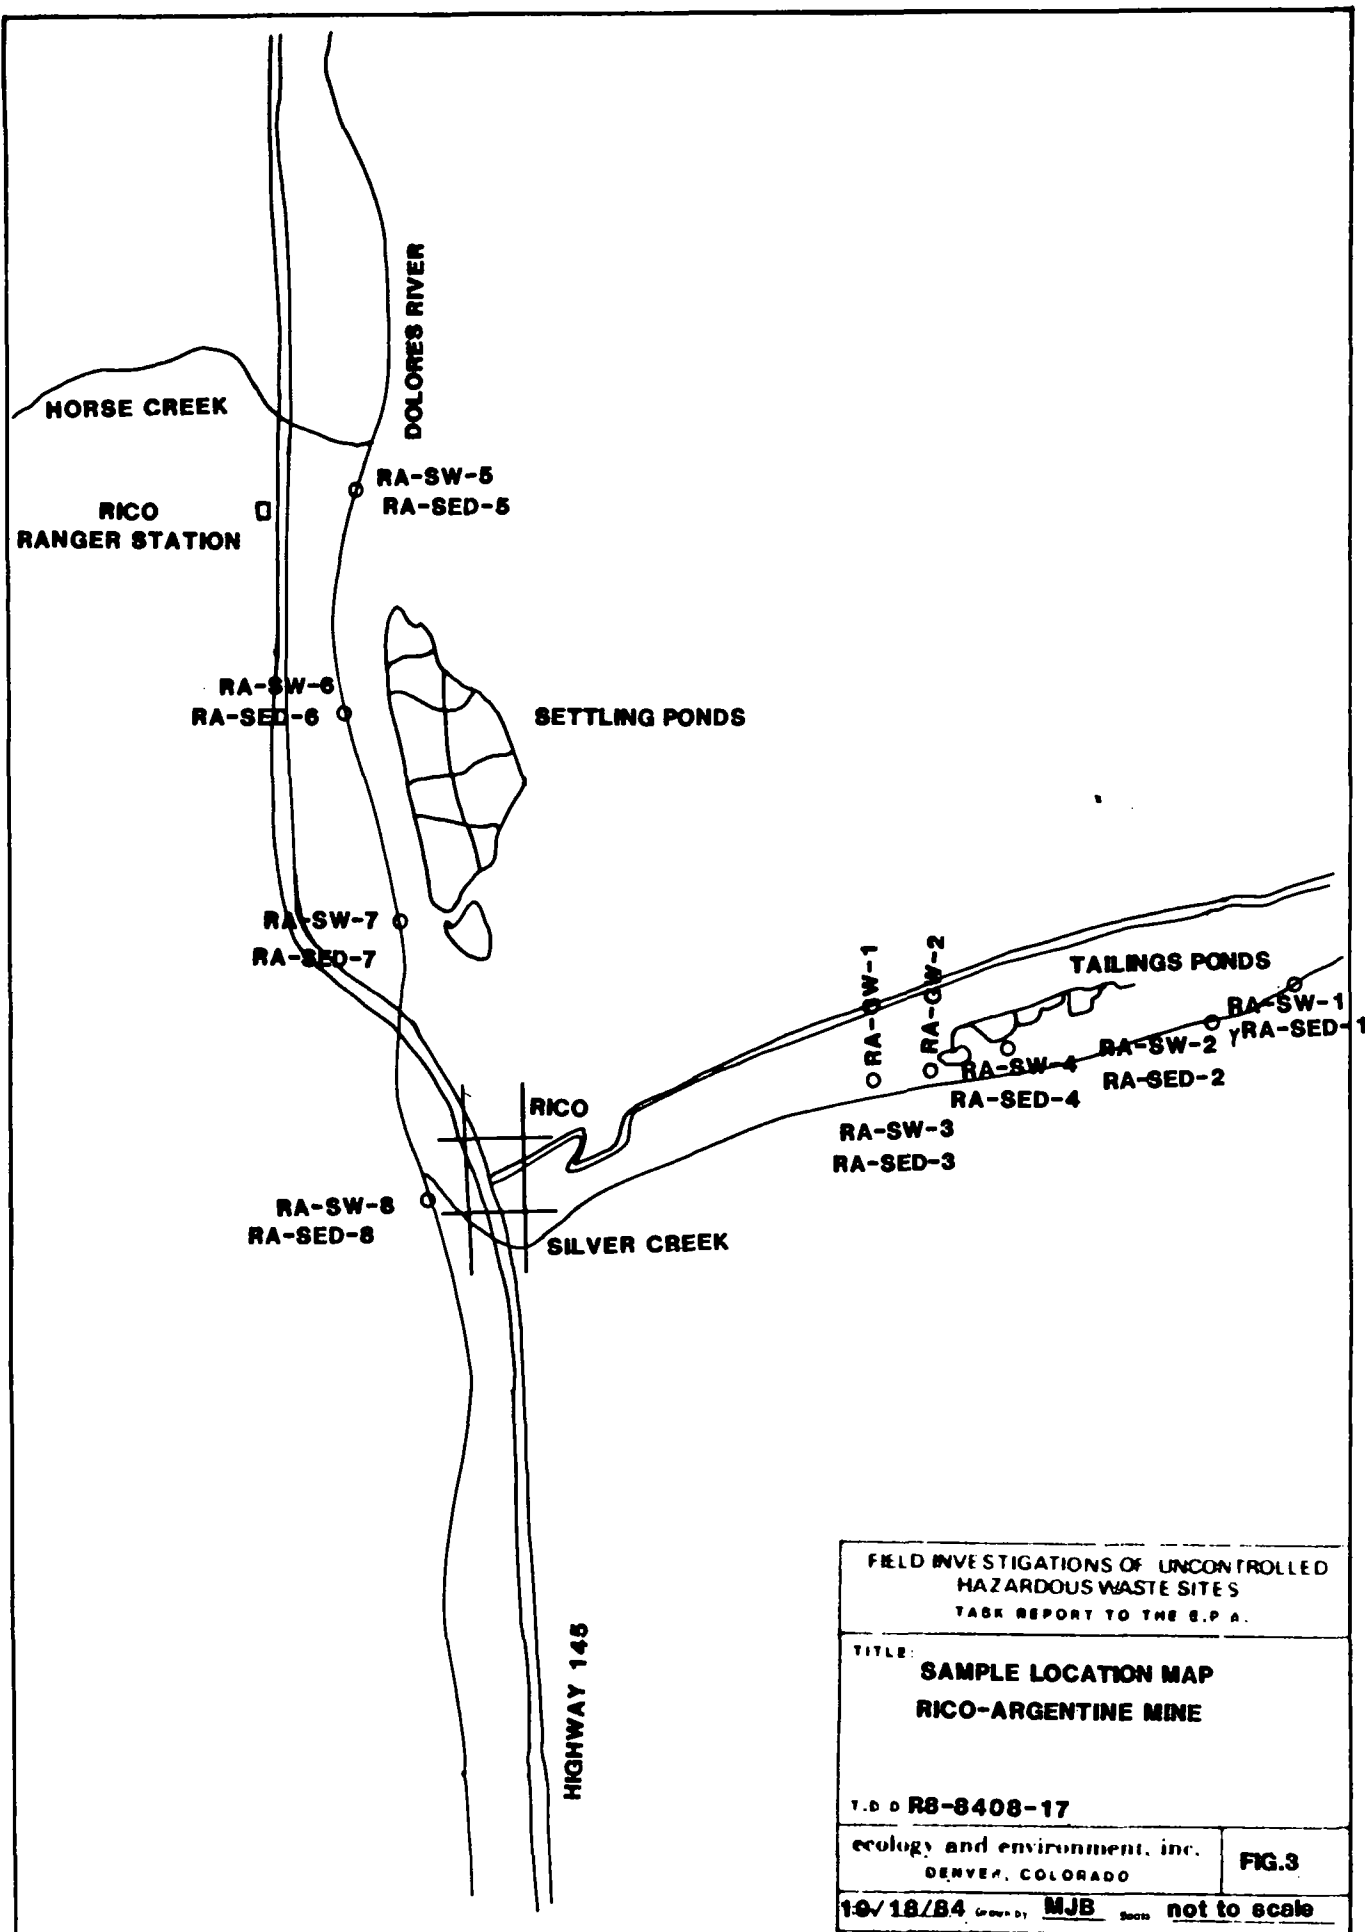 DOLORES RIVER
HORSE CREEK
RA-SW-5
RA-SED-5
RICO
RANGER STATION
RA-SW-6
RA-SED-6
SETTLING PONDS
RA-SW-7
RA-SED-7
RA-GW-1
RA-GW-2
TAILINGS PONDS
RA-SW-1
RA-SED-1
RA-SW-2
RA-SED-2
RA-SW-4
RA-SED-4
RICO
RA-SW-3
RA-SED-3
RA-SW-8
RA-SED-8
SILVER CREEK
HIGHWAY 145
FIELD INVESTIGATIONS OF UNCONTROLLED
HAZARDOUS WASTE SITES
TASK REPORT TO THE E.P.A.
TITLE:
SAMPLE LOCATION MAP
RICO-ARGENTINE MINE
T.D.D R8-8408-17
ecology and environment, inc.
DENVER, COLORADO
FIG.3
10/18/84 MJB not to scale